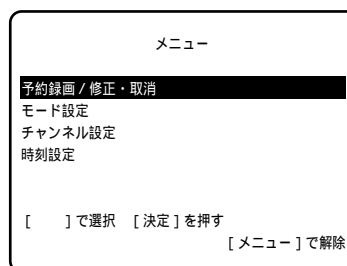 メニュー
予約録画 / 修正・取消
モード設定
チャンネル設定
時刻設定
[　　] で選択　[ 決定 ] を押す
[ メニュー ] で解除